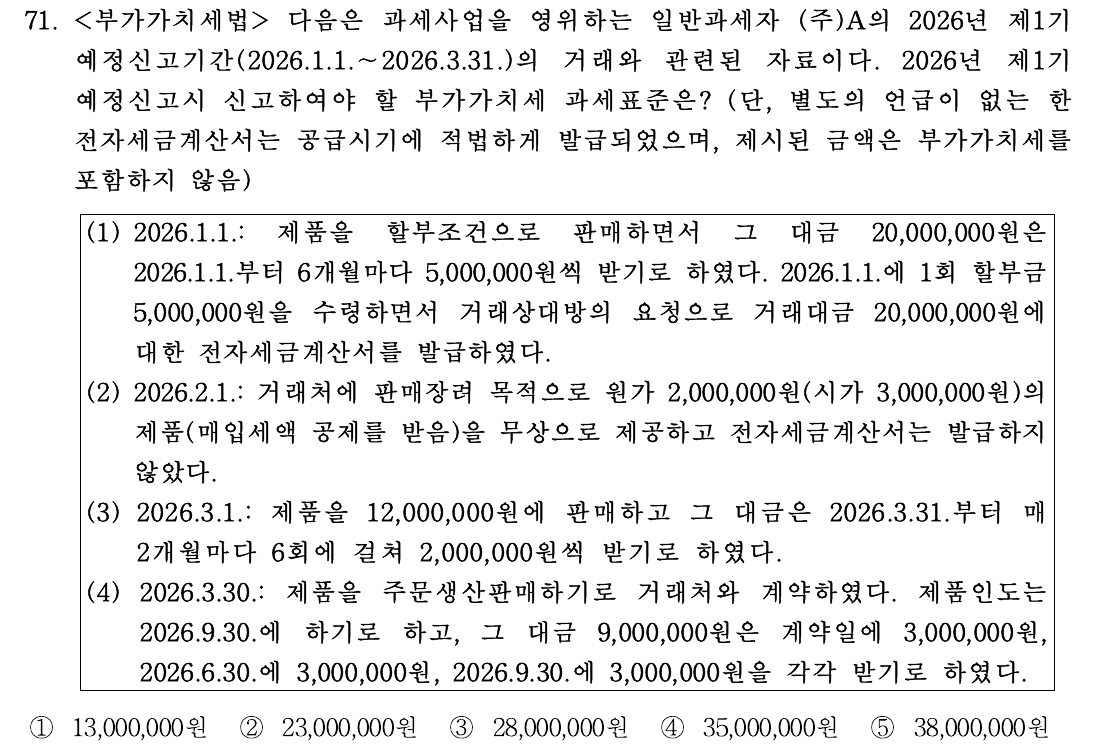 71. <부가가치세법> 다음은 과세사업을 영위하는 일반과세자 (주)A의 2026년 제1기
예정신고기간(2026.1.1.～2026.3.31.)의 거래와 관련된 자료이다. 2026년 제1기
예정신고시 신고하여야 할 부가가치세 과세표준은? (단, 별도의 언급이 없는 한
전자세금계산서는 공급시기에 적법하게 발급되었으며, 제시된 금액은 부가가치세를
포함하지 않음)
(1) 2026.1.1.: 제품을 할부조건으로 판매하면서 그 대금 20,000,000원은
2026.1.1.부터 6개월마다 5,000,000원씩 받기로 하였다. 2026.1.1.에 1회 할부금
5,000,000원을 수령하면서 거래상대방의 요청으로 거래대금 20,000,000원에
대한 전자세금계산서를 발급하였다.
(2) 2026.2.1.: 거래처에 판매장려 목적으로 원가 2,000,000원(시가 3,000,000원)의
제품(매입세액 공제를 받음)을 무상으로 제공하고 전자세금계산서는 발급하지
않았다.
(3) 2026.3.1.: 제품을 12,000,000원에 판매하고 그 대금은 2026.3.31.부터 매
2개월마다 6회에 걸쳐 2,000,000원씩 받기로 하였다.
(4) 2026.3.30.: 제품을 주문생산판매하기로 거래처와 계약하였다. 제품인도는
2026.9.30.에 하기로 하고, 그 대금 9,000,000원은 계약일에 3,000,000원,
2026.6.30.에 3,000,000원, 2026.9.30.에 3,000,000원을 각각 받기로 하였다.
① 13,000,000원 ② 23,000,000원 ③ 28,000,000원 ④ 35,000,000원 ⑤ 38,000,000원